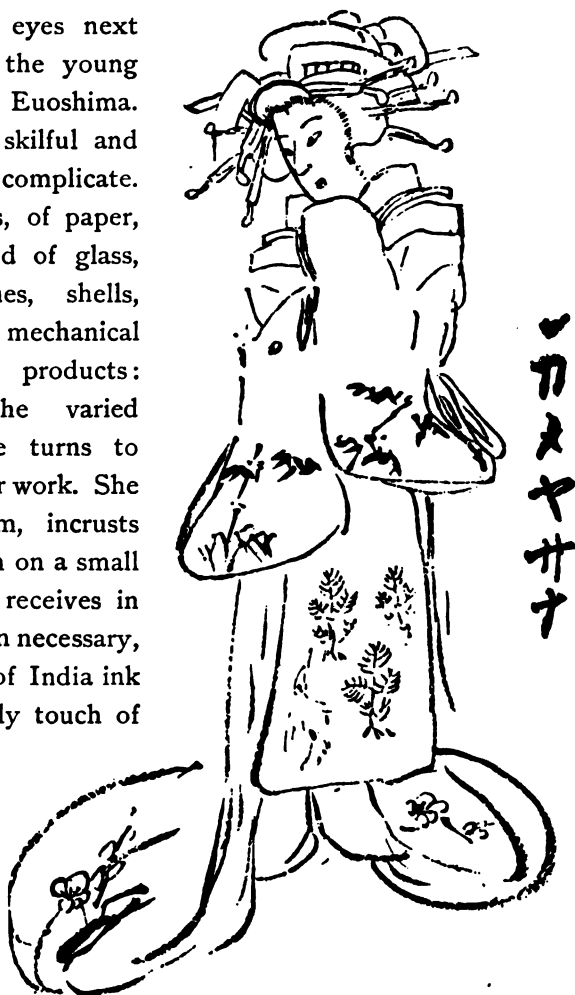 eyes next
the young
Euoshima.
skilful and
complicate.
s, of paper,
d of glass,
es, shells,
mechanical
products:
he varied
e turns to
r work. She
m, incrusts
n on a small
receives in
n necessary,
of India ink
ly touch of
カメヤサナ